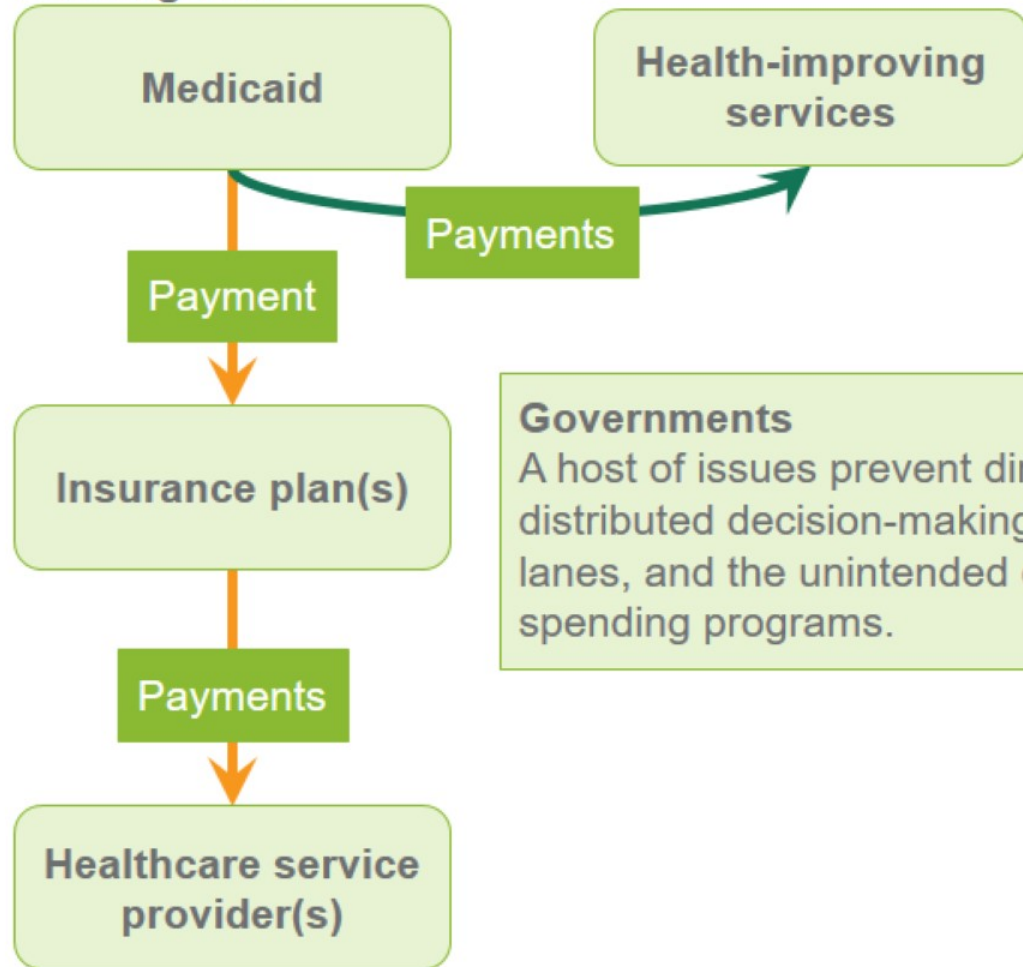 Medicaid
Health-improving
services
Payments
Payment
Insurance plan(s)
Governments
A host of issues prevent
distributed decision-making
lanes, and the unintended
spending programs.
Payments
Healthcare service
provider(s)